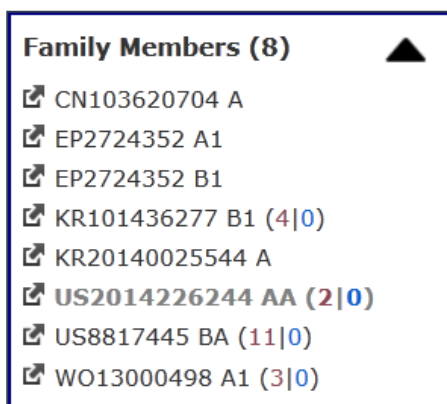 Family Members (8)
CN103620704 A
EP2724352 A1
EP2724352 B1
KR101436277 B1 (4|0)
KR20140025544 A
US2014226244 AA (2|0)
US8817445 BA (11|0)
WO13000498 A1 (3|0)